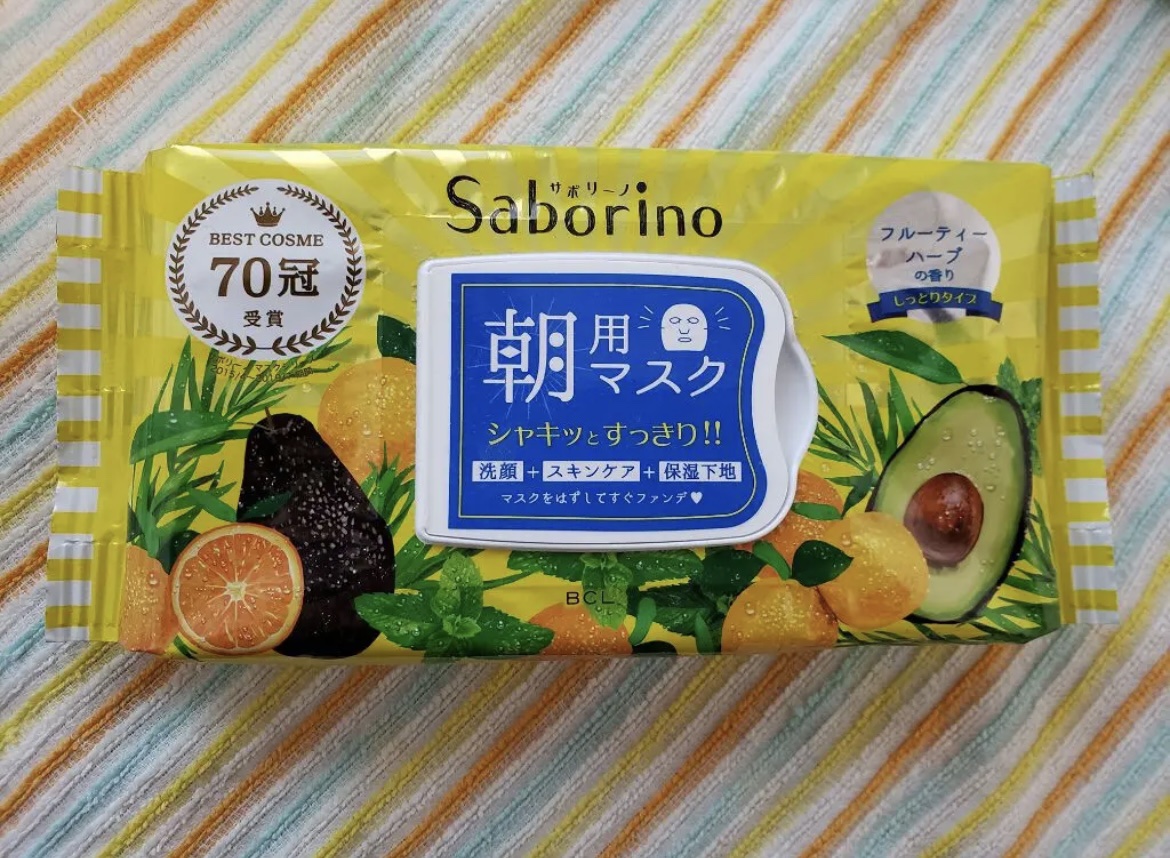 サボリーノ
Saborino
BEST COSME
70冠
受賞
フルーティー
ハーブ
の香り
しっとりタイプ
朝用
マスク
シャキッとすっきり!!
洗顔+スキンケア+保湿下地
マスクをはずしてすぐファンデ♥
BCL